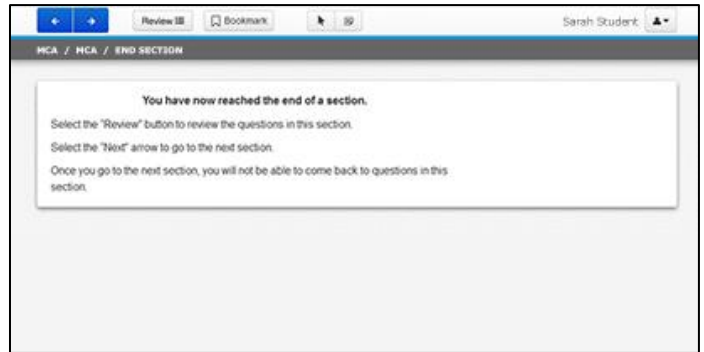 Review Bookmark Sarah Student
MCA / MCA / END SECTION
You have now reached the end of a section.
Select the "Review" button to review the questions in this section.
Select the "Next" arrow to go to the next section.
Once you go to the next section, you will not be able to come back to questions in this
section.